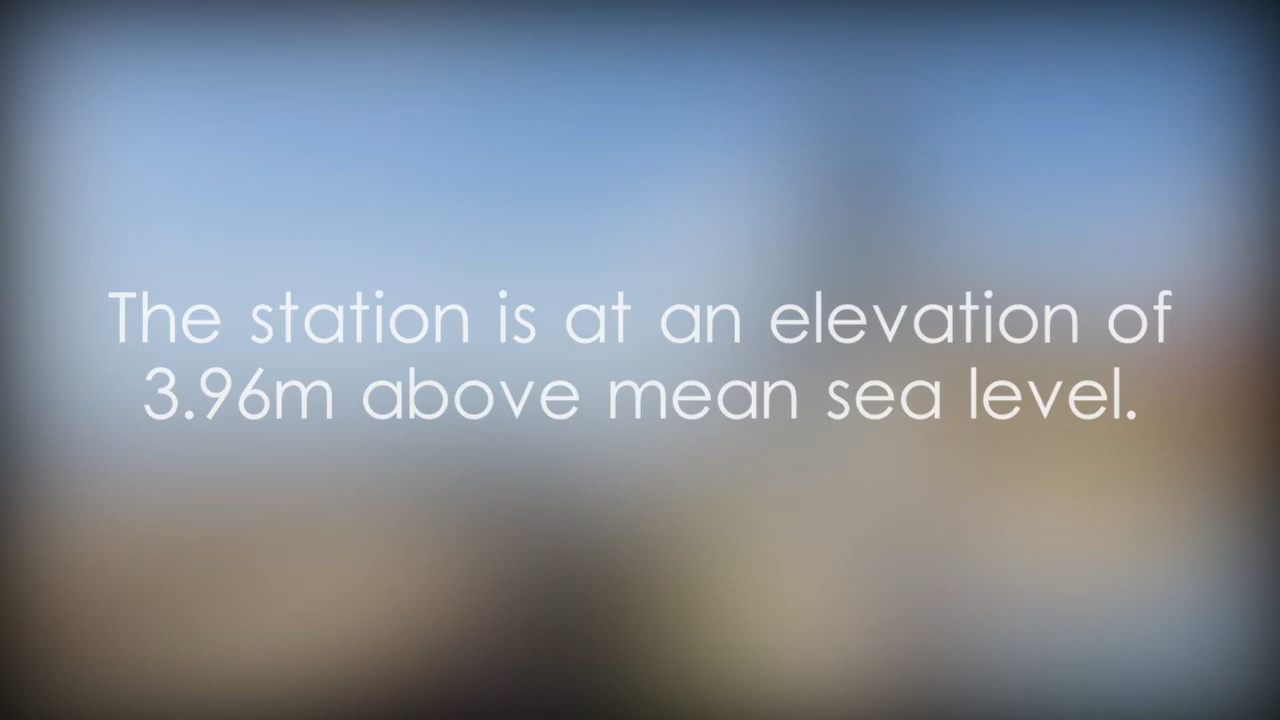 The station is at an elevation of
3.96m above mean sea level.